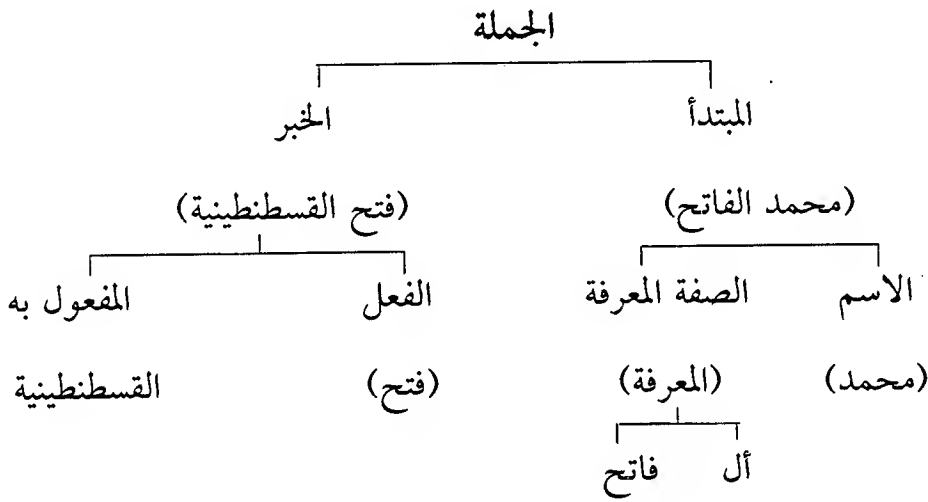 الجملة
المبتدأ الخبر
(محمد الفاتح) (فتح القسطنطينية)
الاسم الصفة المعرفة الفعل المفعول به
(محمد) (المعرفة) (فتح) القسطنطينية
أل فاتح